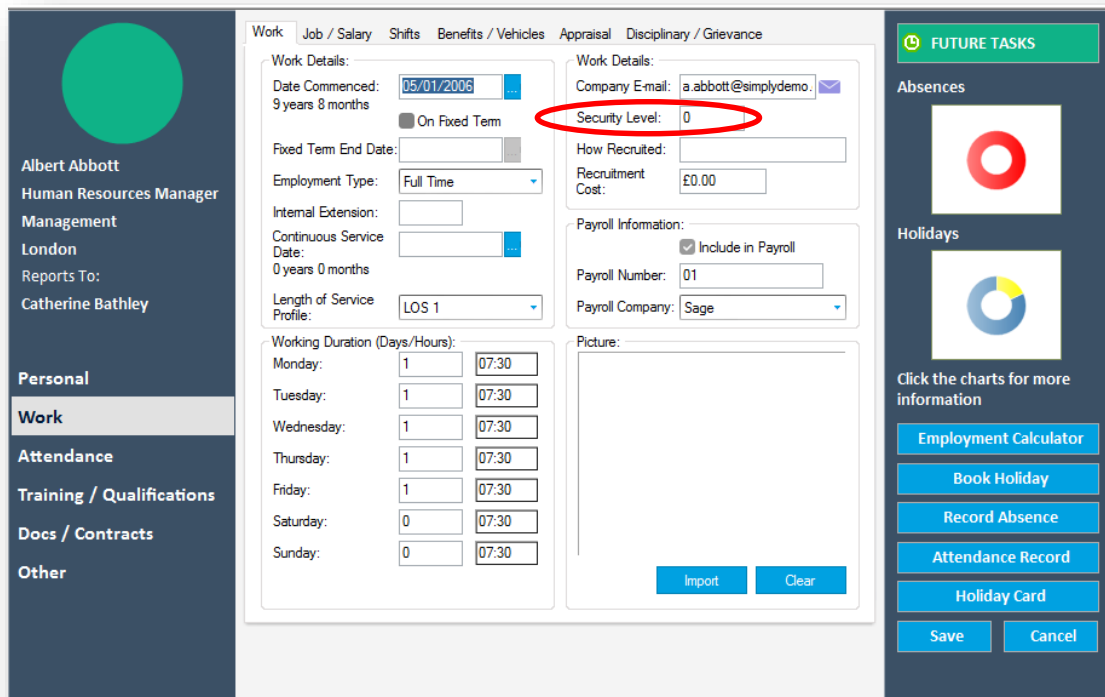 Albert Abbott
Human Resources Manager
Management
London
Reports To:
Catherine Bathley
Personal
Work
Attendance
Training / Qualifications
Docs / Contracts
Other
Work Job / Salary Shifts Benefits / Vehicles Appraisal Disciplinary / Grievance
Work Details:
Date Commenced: 05/01/2006 ...
9 years 8 months
On Fixed Term
Fixed Term End Date: ...
Employment Type: Full Time
Internal Extension:
Continuous Service
Date: ...
0 years 0 months
Length of Service
Profile: LOS 1
Working Duration (Days/Hours):
Monday: 1 07:30
Tuesday: 1 07:30
Wednesday: 1 07:30
Thursday: 1 07:30
Friday: 1 07:30
Saturday: 0 07:30
Sunday: 0 07:30
Work Details:
Company E-mail: a.abbott@simplydemo.
Security Level: 0
How Recruited:
Recruitment
Cost: £0.00
Payroll Information:
Include in Payroll
Payroll Number: 01
Payroll Company: Sage
Picture:
Import Clear
FUTURE TASKS
Absences
Holidays
Click the charts for more
information
Employment Calculator
Book Holiday
Record Absence
Attendance Record
Holiday Card
Save Cancel